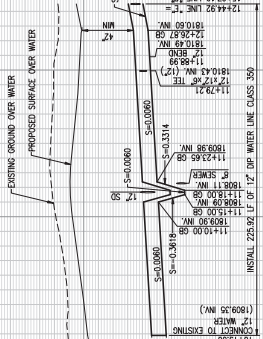 EXISTING GROUND OVER WATER
PROPOSED SURFACE OVER WATER
42"
MIN
12+44.92 LINE "E"=
12+26.87 GB
1810.60 INV.
11+88.99
12" BEND
1810.49 INV.
11+79.21
12"x12"x6" TEE
1810.43 INV. (12")
S=0.0060
S=0.3314
11+23.65 GB
1809.98 INV.
8" SEWER
1810.11 INV.
11+18.00 GB
1808.09 INV.
11+15.00
11+10.00 GB
1809.90 INV.
S=0.0060
12" SD
S=-0.3618
S=0.0060
CONNECT TO EXISTING
12" WATER
(1809.35 INV.)
INSTALL 225.92 LF OF 12" DIP WATER LINE CLASS 350